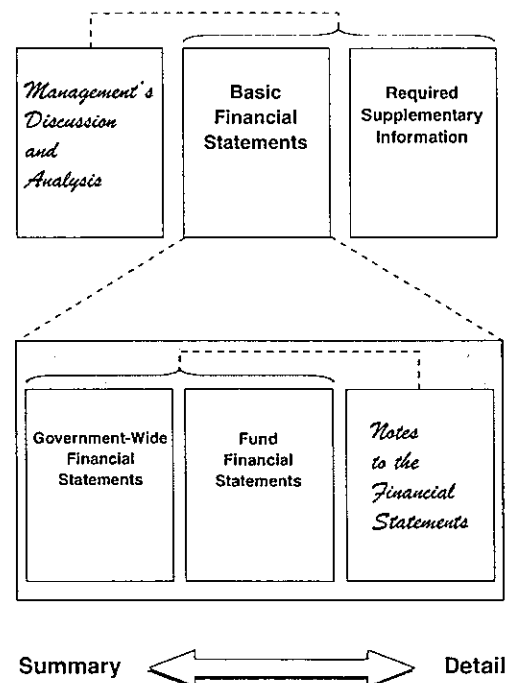 Management's
Discussion
and
Analysis
Basic
Financial
Statements
Required
Supplementary
Information
Government-Wide
Financial
Statements
Fund
Financial
Statements
Notes
to the
Financial
Statements
Summary
Detail